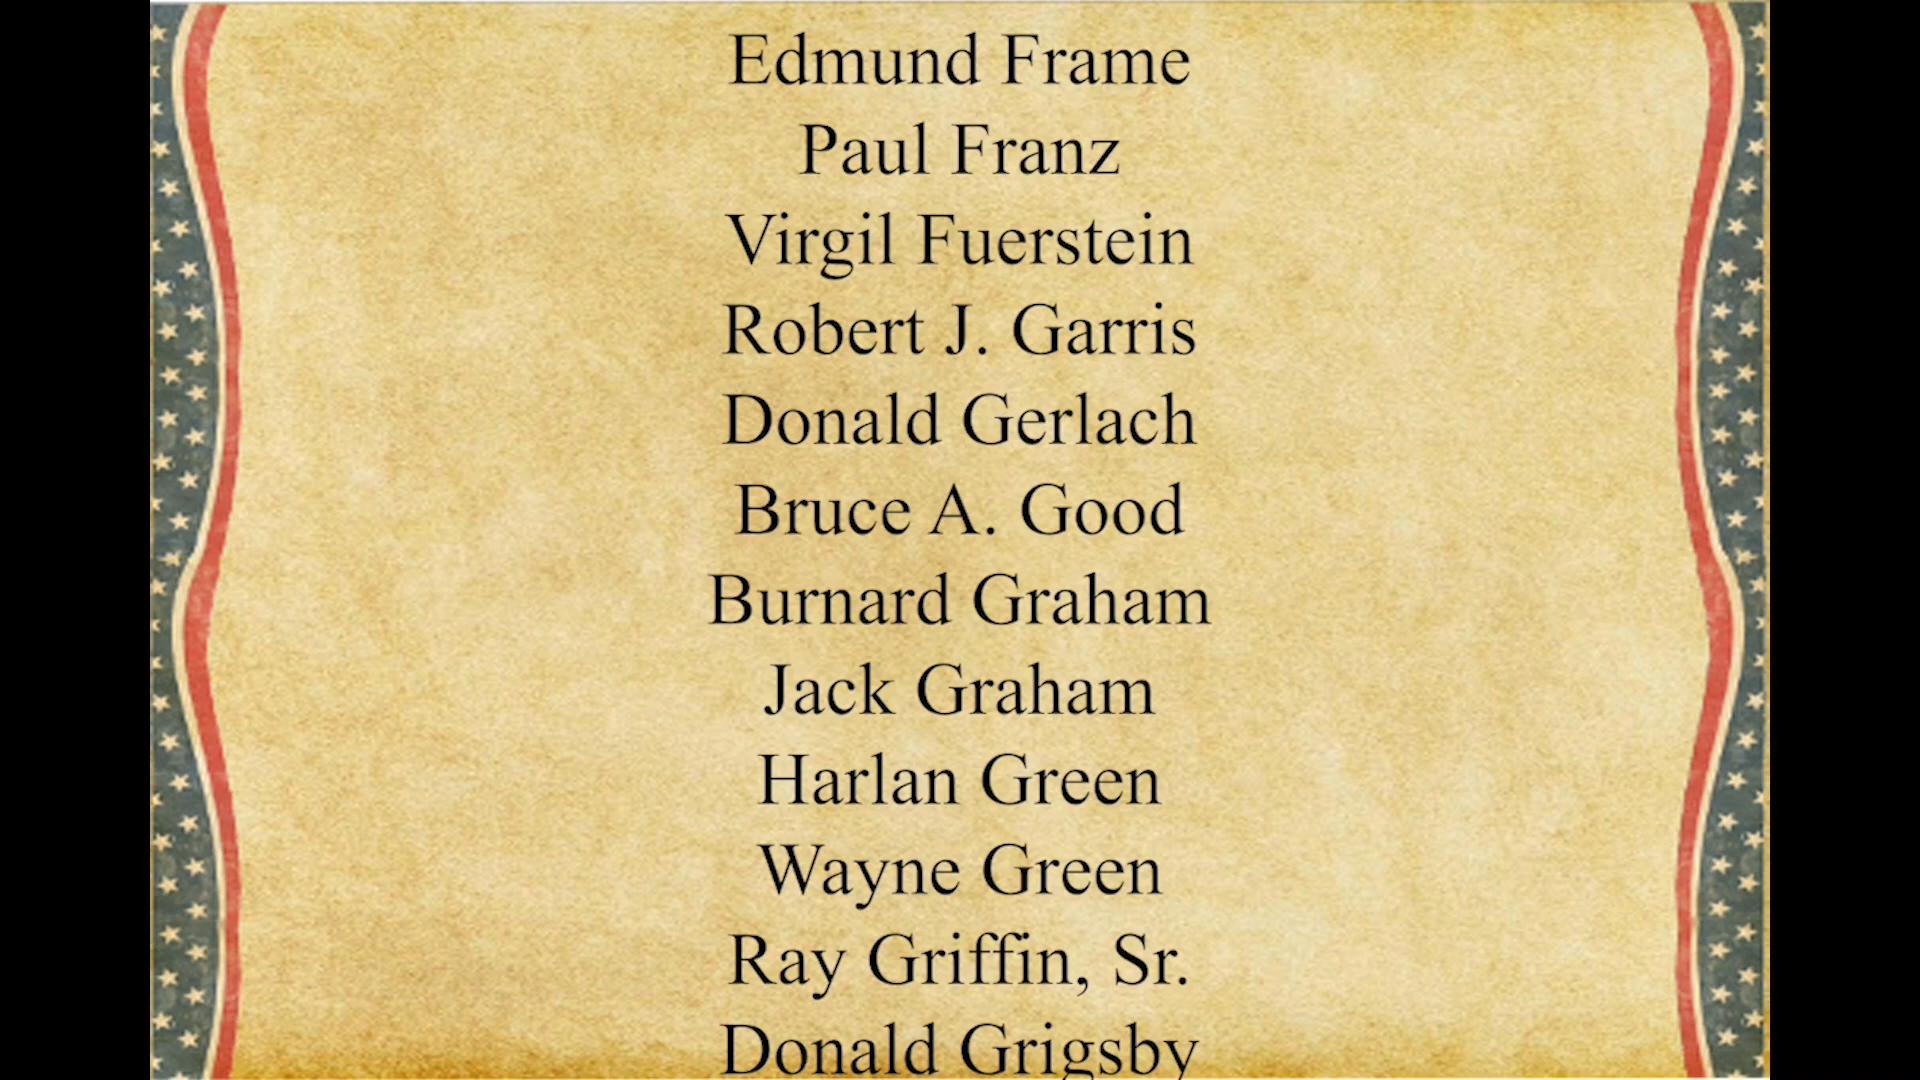 Edmund Frame
Paul Franz
Virgil Fuerstein
Robert J. Garris
Donald Gerlach
Bruce A. Good
Burnard Graham
Jack Graham
Harlan Green
Wayne Green
Ray Griffin, Sr.
Donald Grigsby